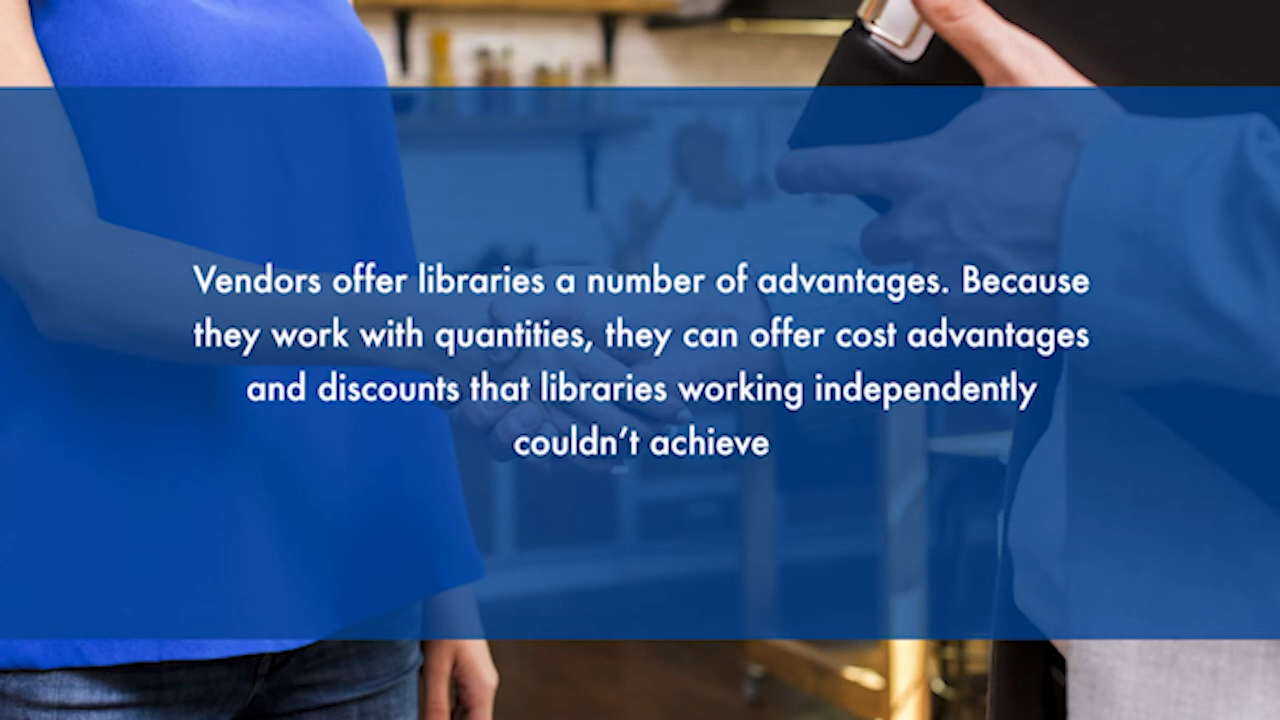 Vendors offer libraries a number of advantages. Because
they work with quantities, they can offer cost advantages
and discounts that libraries working independently
couldn’t achieve